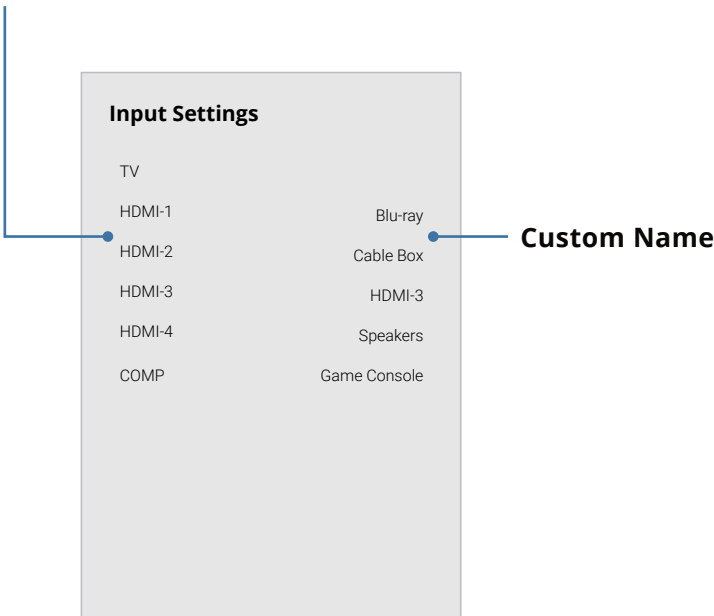 Input Settings
TV
HDMI-1 Blu-ray
HDMI-2 Cable Box
HDMI-3 HDMI-3
HDMI-4 Speakers
COMP Game Console
Custom Name